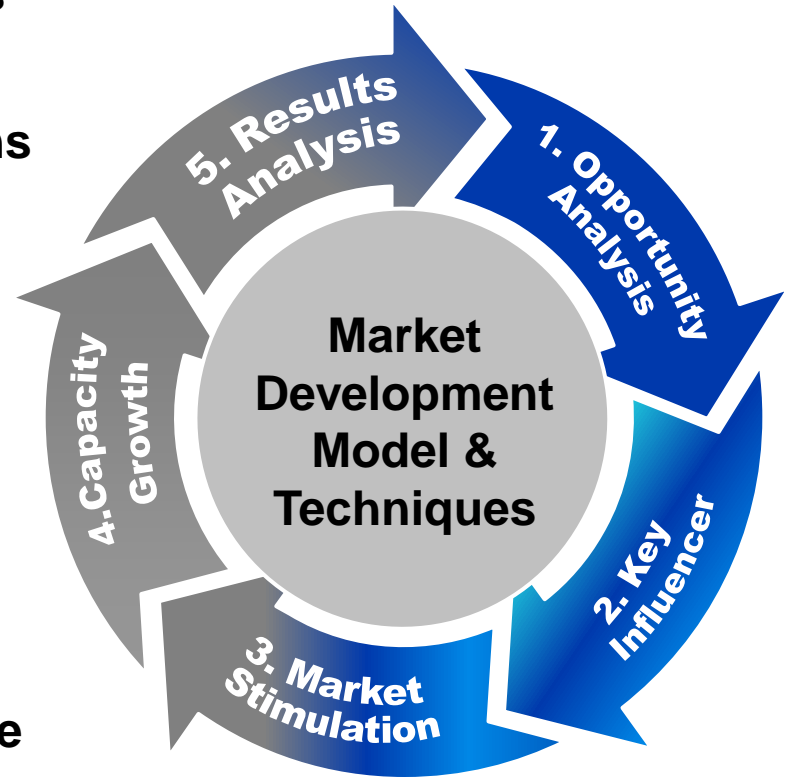 ns
e
5. Results
Analysis
1. Opportunity
Analysis
Market
Development
Model &
Techniques
4.Capacity
Growth
2. Key
Influencer
3. Market
Stimulation